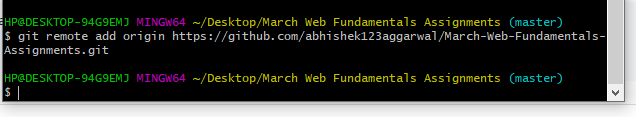 HP@DESKTOP-94G9EMJ MINGW64 ~/Desktop/March Web Fundamentals Assignments (master)
$ git remote add origin https://github.com/abhishek123aggarwal/March-Web-Fundamentals-
Assignments.git
HP@DESKTOP-94G9EMJ MINGW64 ~/Desktop/March Web Fundamentals Assignments (master)
$